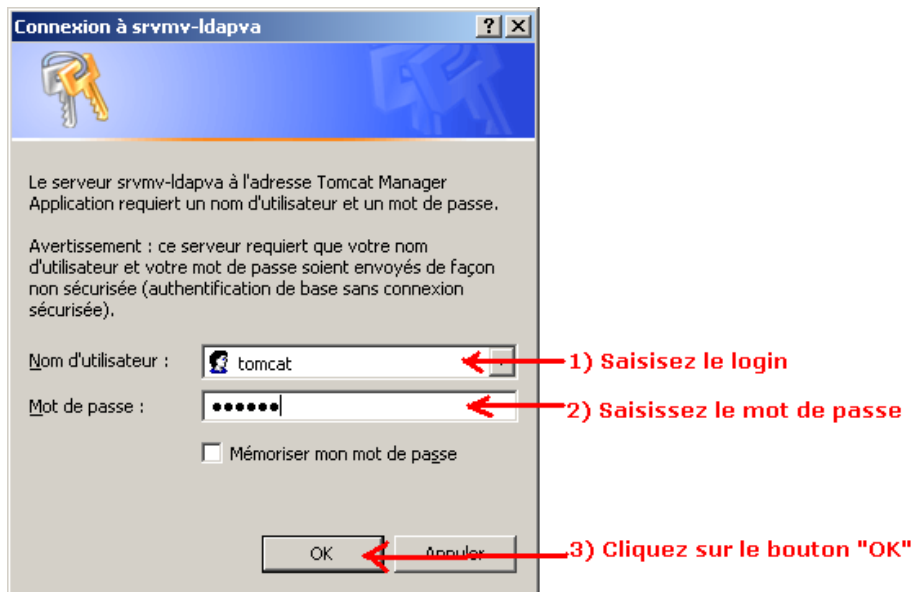 Connexion à srvmv-ldapva
Le serveur srvmv-ldapva à l'adresse Tomcat Manager
Application requiert un nom d'utilisateur et un mot de passe.
Avertissement : ce serveur requiert que votre nom
d'utilisateur et votre mot de passe soient envoyés de façon
non sécurisée (authentification de base sans connexion
sécurisée).
Nom d'utilisateur :
tomcat
1) Saisisez le login
Mot de passe :
●●●●●●
2) Saisissez le mot de passe
Mémoriser mon mot de passe
OK
Annuler
3) Cliquez sur le bouton "OK"